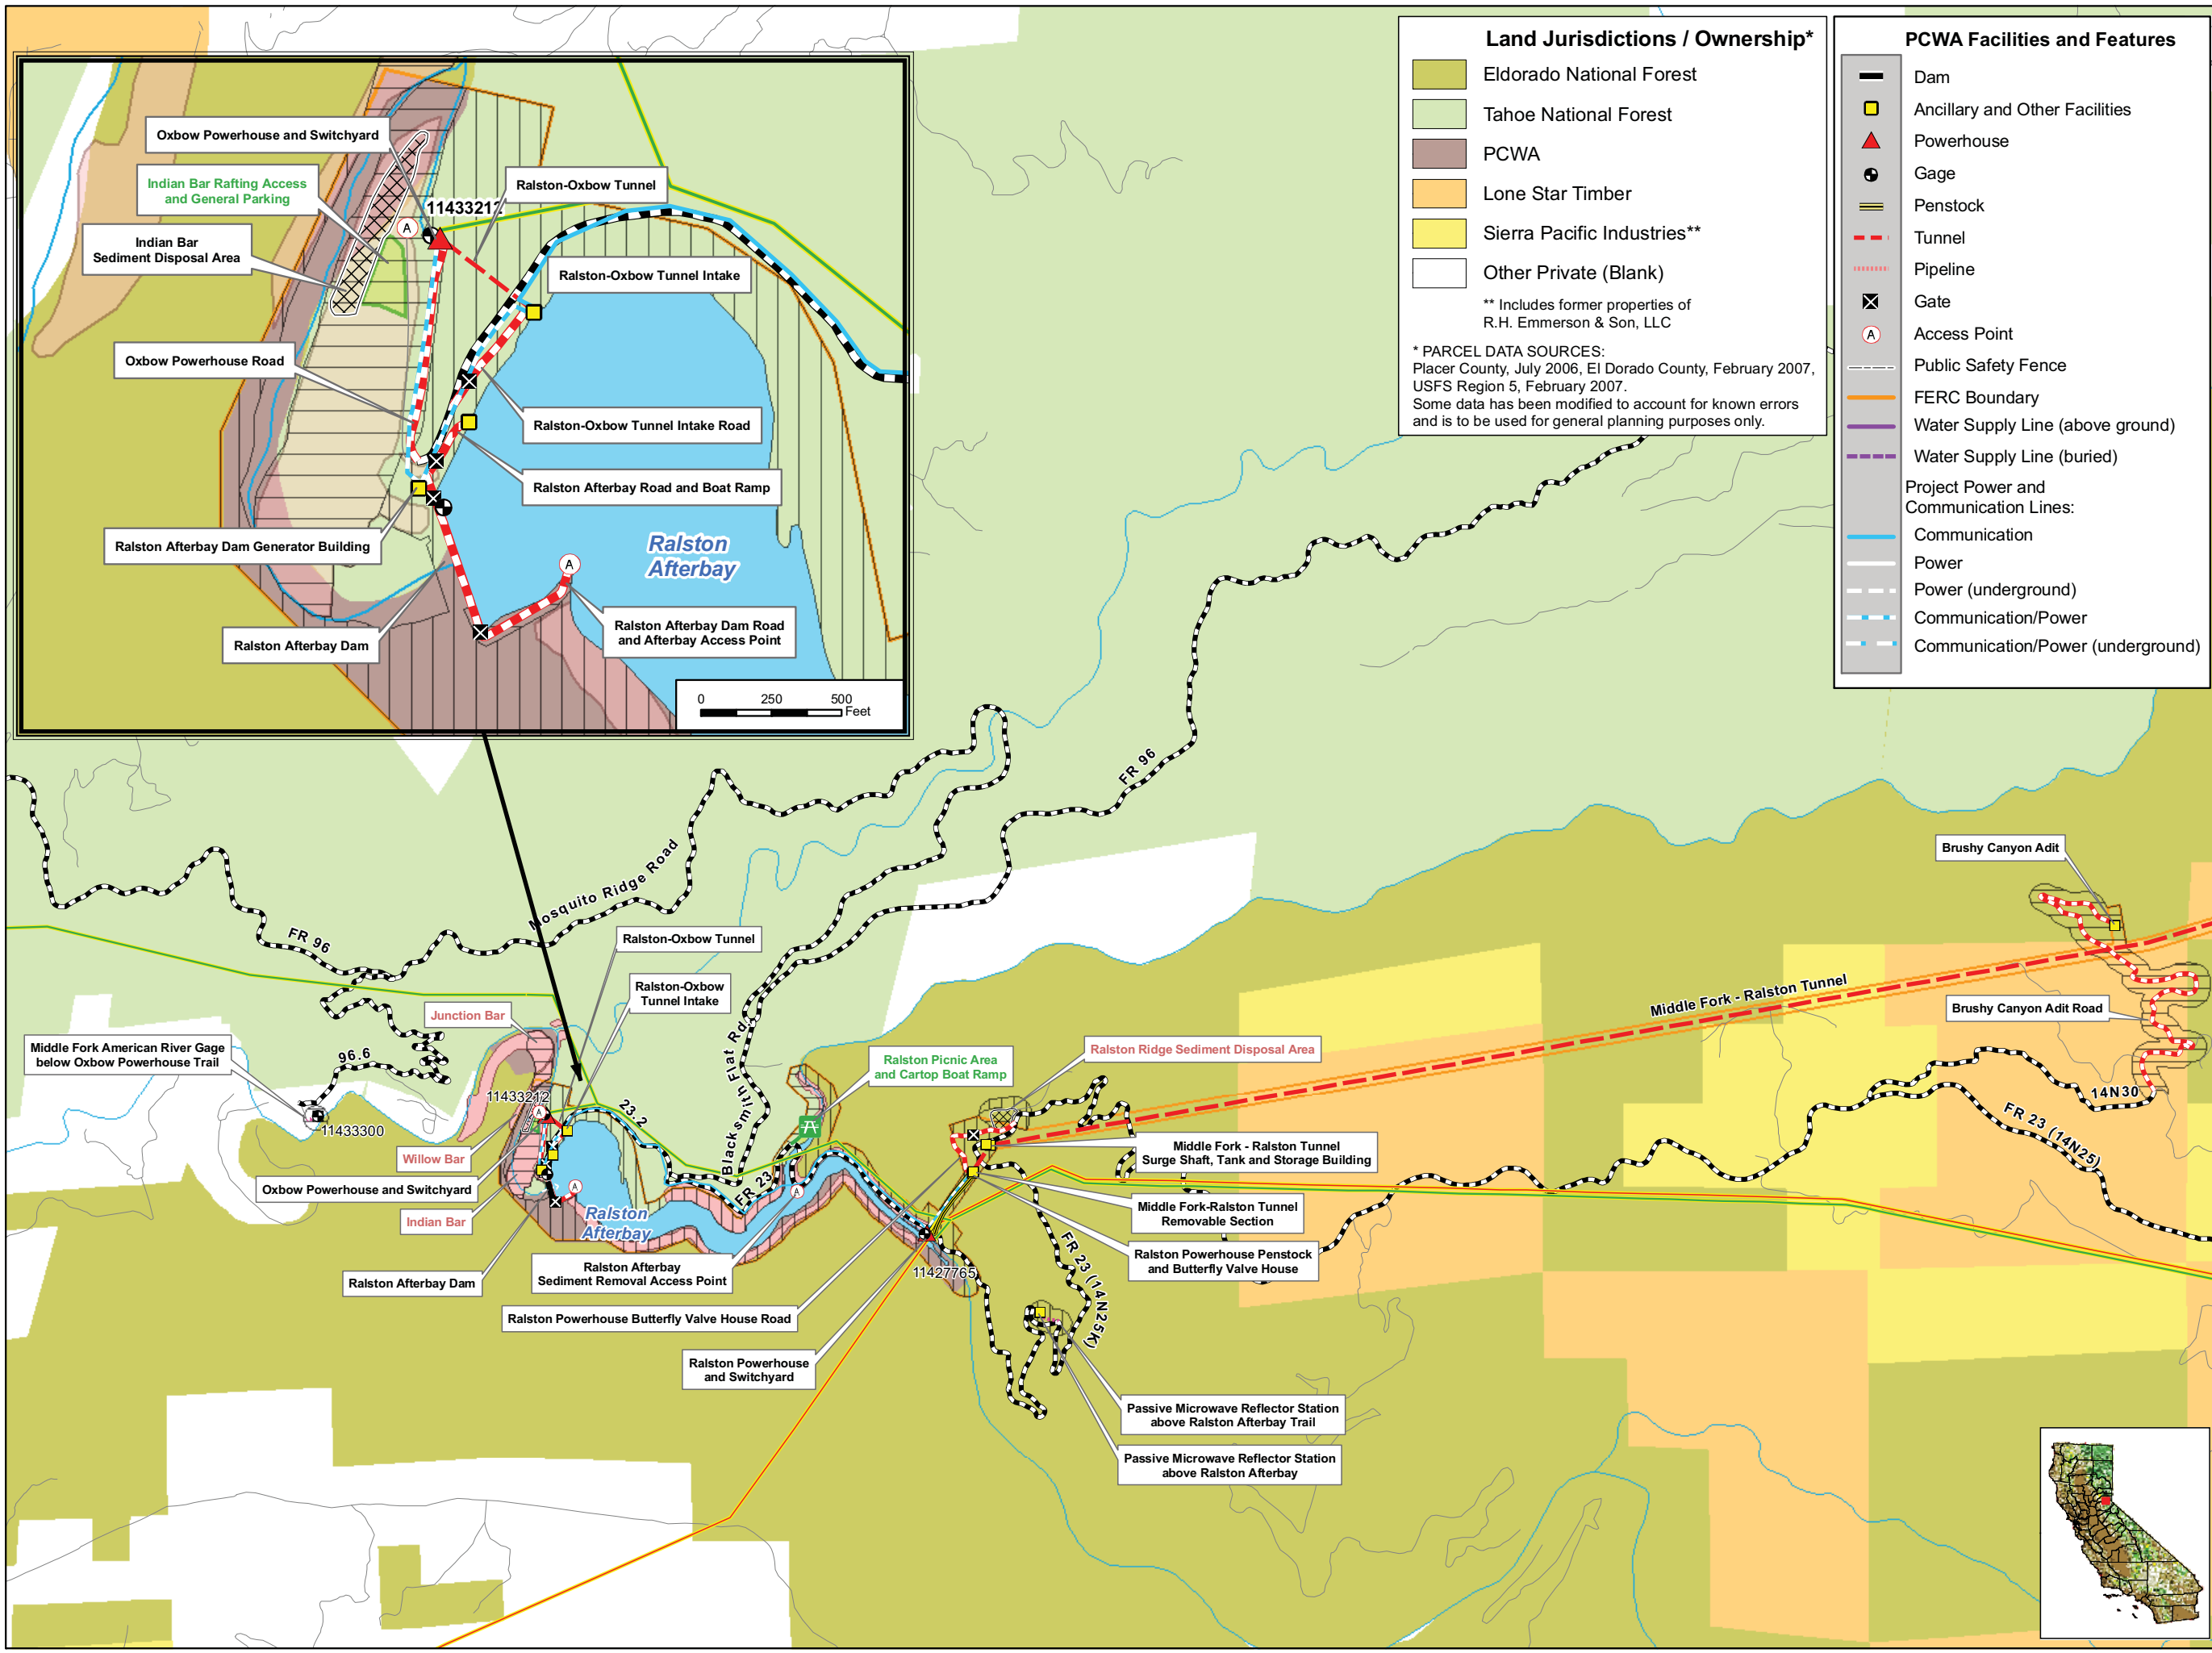 Oxbow Powerhouse and Switchyard
Indian Bar Rafting Access
and General Parking
Indian Bar
Sediment Disposal Area
11433212
A
Ralston-Oxbow Tunnel
Ralston-Oxbow Tunnel Intake
Oxbow Powerhouse Road
Ralston-Oxbow Tunnel Intake Road
Ralston Afterbay Road and Boat Ramp
Ralston Afterbay Dam Generator Building
Ralston
Afterbay
A
Ralston Afterbay Dam Road
and Afterbay Access Point
Ralston Afterbay Dam
0 250 500
Feet
Land Jurisdictions / Ownership*
Eldorado National Forest
Tahoe National Forest
PCWA
Lone Star Timber
Sierra Pacific Industries**
Other Private (Blank)
** Includes former properties of
R.H. Emmerson & Son, LLC
* PARCEL DATA SOURCES:
Placer County, July 2006, El Dorado County, February 2007,
USFS Region 5, February 2007.
Some data has been modified to account for known errors
and is to be used for general planning purposes only.
PCWA Facilities and Features
Dam
Ancillary and Other Facilities
Powerhouse
Gage
Penstock
Tunnel
Pipeline
Gate
A
Access Point
Public Safety Fence
FERC Boundary
Water Supply Line (above ground)
Water Supply Line (buried)
Project Power and
Communication Lines:
Communication
Power
Power (underground)
Communication/Power
Communication/Power (underground)
FR 96
Mosquito Ridge Road
FR 96
Brushy Canyon Adit
Ralston-Oxbow Tunnel
Ralston-Oxbow
Tunnel Intake
Middle Fork - Ralston Tunnel
Brushy Canyon Adit Road
Junction Bar
Middle Fork American River Gage
below Oxbow Powerhouse Trail
96.6
Blacksmith Flat Rd
Ralston Picnic Area
and Cartop Boat Ramp
Ralston Ridge Sediment Disposal Area
14N30
FR 23 (14N25)
11433212
A
23.2
11433300
Willow Bar
Middle Fork - Ralston Tunnel
Surge Shaft, Tank and Storage Building
Oxbow Powerhouse and Switchyard
A
FR 23
A
Indian Bar
Ralston
Afterbay
Middle Fork-Ralston Tunnel
Removable Section
Ralston Afterbay Dam
Ralston Afterbay
Sediment Removal Access Point
11427765
FR 23 (14N25K)
Ralston Powerhouse Penstock
and Butterfly Valve House
Ralston Powerhouse Butterfly Valve House Road
Ralston Powerhouse
and Switchyard
Passive Microwave Reflector Station
above Ralston Afterbay Trail
Passive Microwave Reflector Station
above Ralston Afterbay